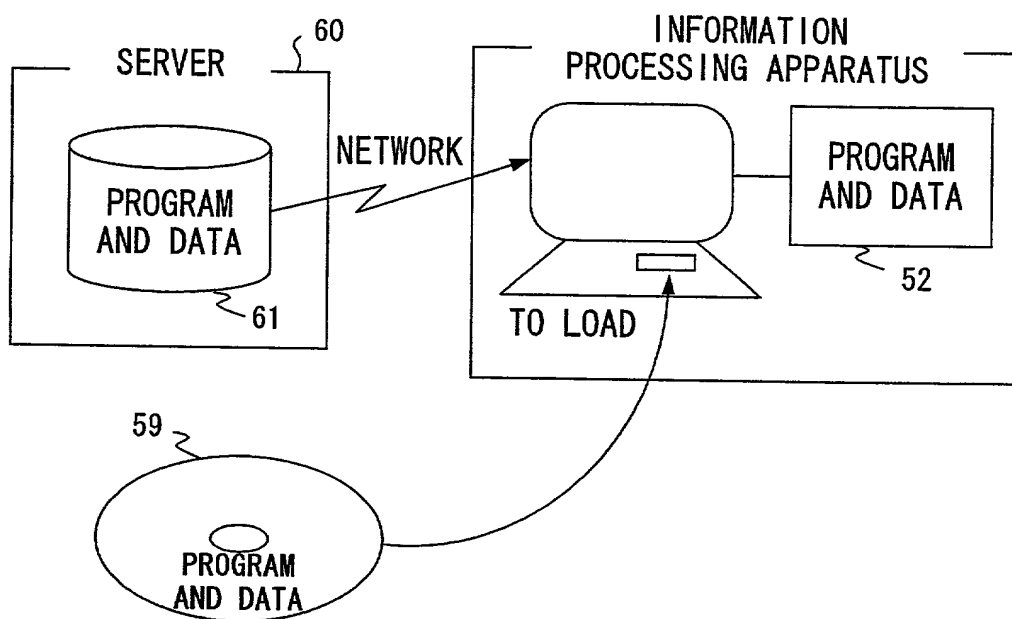 60
SERVER
INFORMATION
PROCESSING APPARATUS
NETWORK
PROGRAM
AND DATA
PROGRAM
AND DATA
61
52
TO LOAD
59
PROGRAM
AND DATA